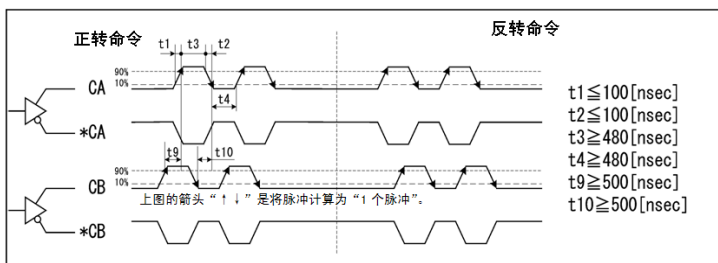 正转命令
反转命令
t1 t3 t2
90%
10%
CA
t4
*CA
t9 t10
90%
10%
CB
上图的箭头“↑↓”是将脉冲计算为“1个脉冲”。
*CB
t1≦100[nsec]
t2≦100[nsec]
t3≧480[nsec]
t4≧480[nsec]
t9≧500[nsec]
t10≧500[nsec]